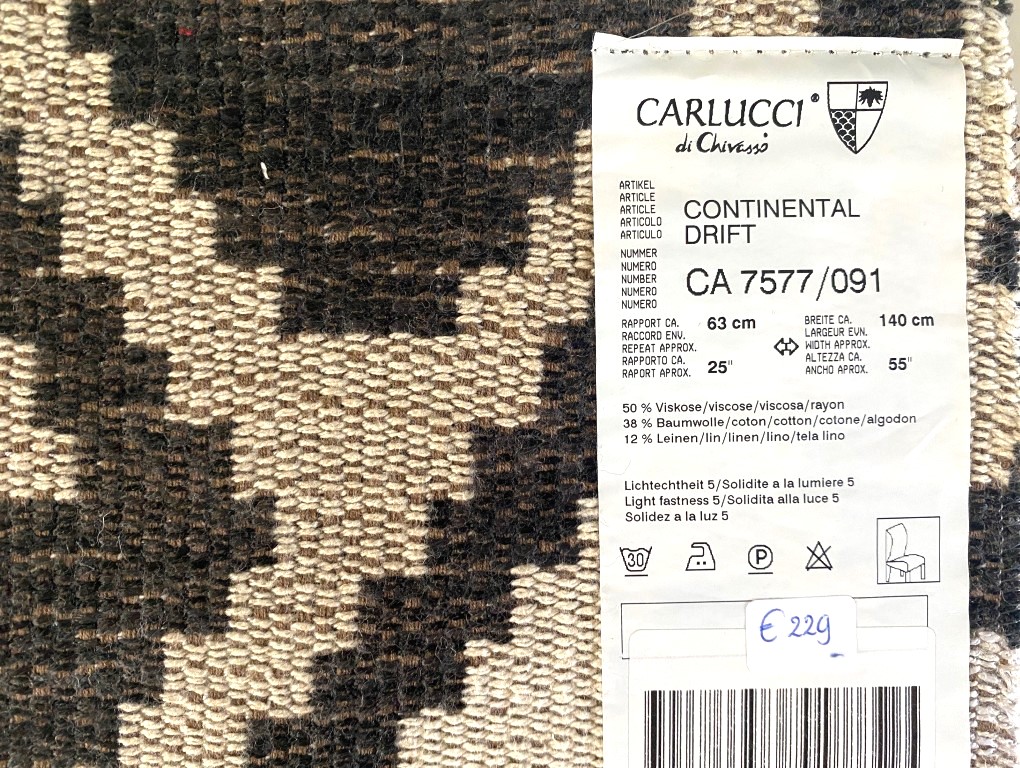 CARLUCCI®
di Chivasso
ARTIKEL
ARTICLE
ARTICLE
ARTICOLO
ARTICULO
CONTINENTAL
DRIFT
NUMMER
NUMERO
NUMBER
NUMERO
NUMERO
CA 7577/091
RAPPORT CA.
RACCORD ENV.
REPEAT APPROX.
RAPPORTO CA.
RAPORT APROX.
63 cm
25"
BREITE CA.
LARGEUR EVN.
WIDTH APPROX.
ALTEZZA CA.
ANCHO APROX.
140 cm
55"
50 % Viskose/viscose/viscosa/rayon
38 % Baumwolle/coton/cotton/cotone/algodon
12 % Leinen/lin/linen/lino/tela lino
Lichtechtheit 5/Solidite a la lumiere 5
Light fastness 5/Solidita alla luce 5
Solidez a la luz 5
30
P
€ 229